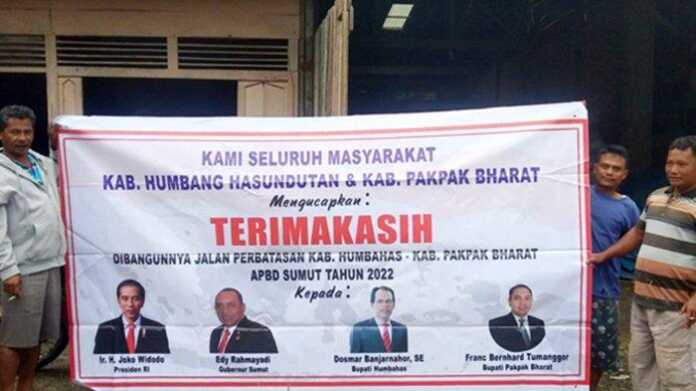 KAMI SELURUH MASYARAKAT
KAB. HUMBANG HASUNDUTAN & KAB. PAKPAK BHARAT
Mengucapkan:
TERIMAKASIH
DIBANGUNNYA JALAN PERBATASAN KAB. HUMBAHAS - KAB. PAKPAK BHARAT
APBD SUMUT TAHUN 2022
Kepada:
Ir. H. Joko Widodo
Presiden RI
Edy Rahmayadi
Gubernur Sumut
Dosmar Banjarnahor, SE
Bupati Humbahas
Franc Bernhard Tumanggor
Bupati Pakpak Bharat